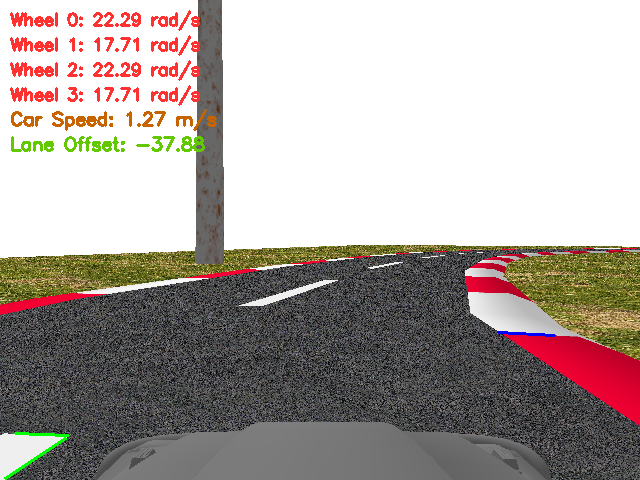 Wheel 0: 22.29 rad/s
Wheel 1: 17.71 rad/s
Wheel 2: 22.29 rad/s
Wheel 3: 17.71 rad/s
Car Speed: 1.27 m/s
Lane Offset: -37.88